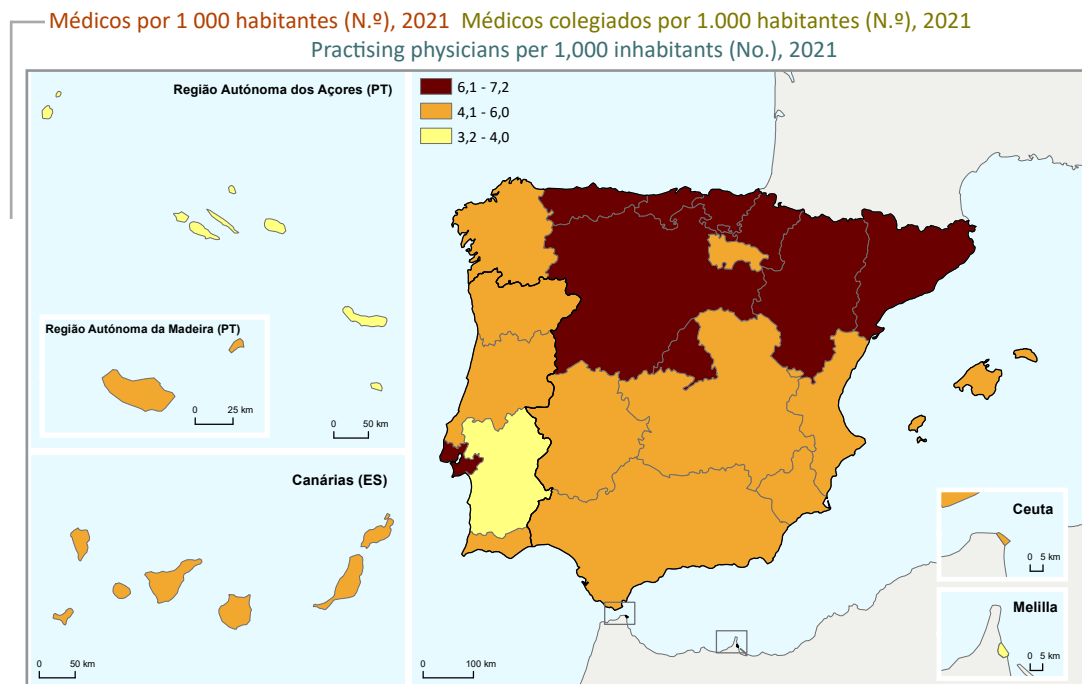 Médicos por 1 000 habitantes (N.º), 2021 Médicos colegiados por 1.000 habitantes (N.º), 2021
Practising physicians per 1,000 inhabitants (No.), 2021
Região Autónoma dos Açores (PT)
6,1 - 7,2
4,1 - 6,0
3,2 - 4,0
Região Autónoma da Madeira (PT)
0 25 km
0 50 km
Canárias (ES)
0 50 km
0 100 km
Ceuta
0 5 km
Melilla
0 5 km